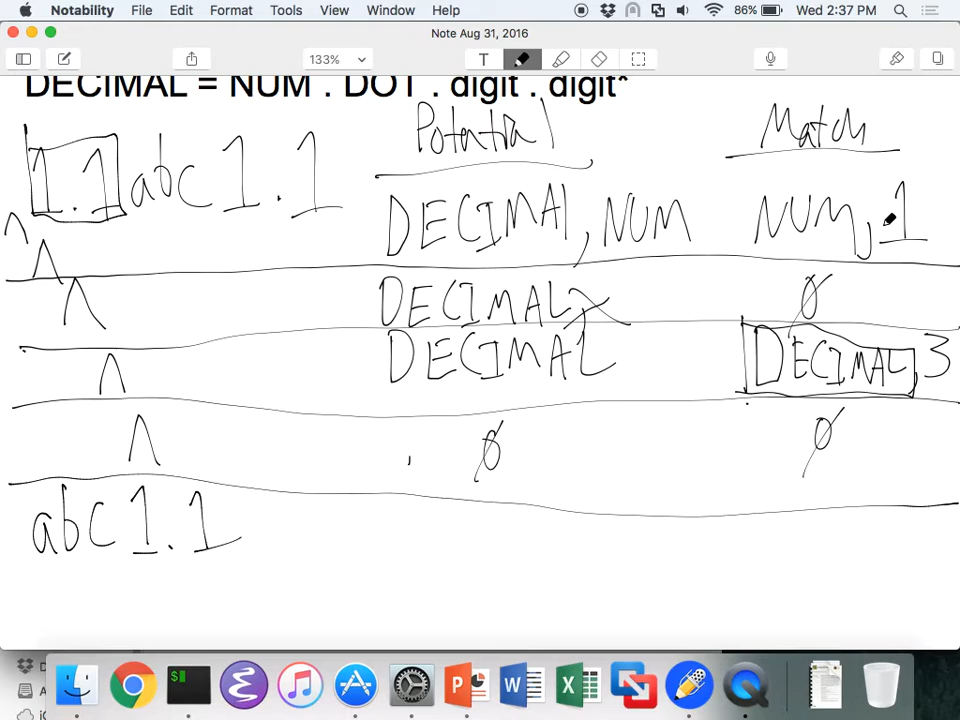 Notability File Edit Format Tools View Window Help 86% Wed 2:37 PM
Note Aug 31, 2016
133% T
DECIMAL = NUM . DOT . digit . digit*
Potential Match
1.1abc1.1
DECIMAL, NUM NUM, 1
DECIMAL ∅
DECIMAL DECIMAL, 3
∅ ∅
abc1.1
$
P W X